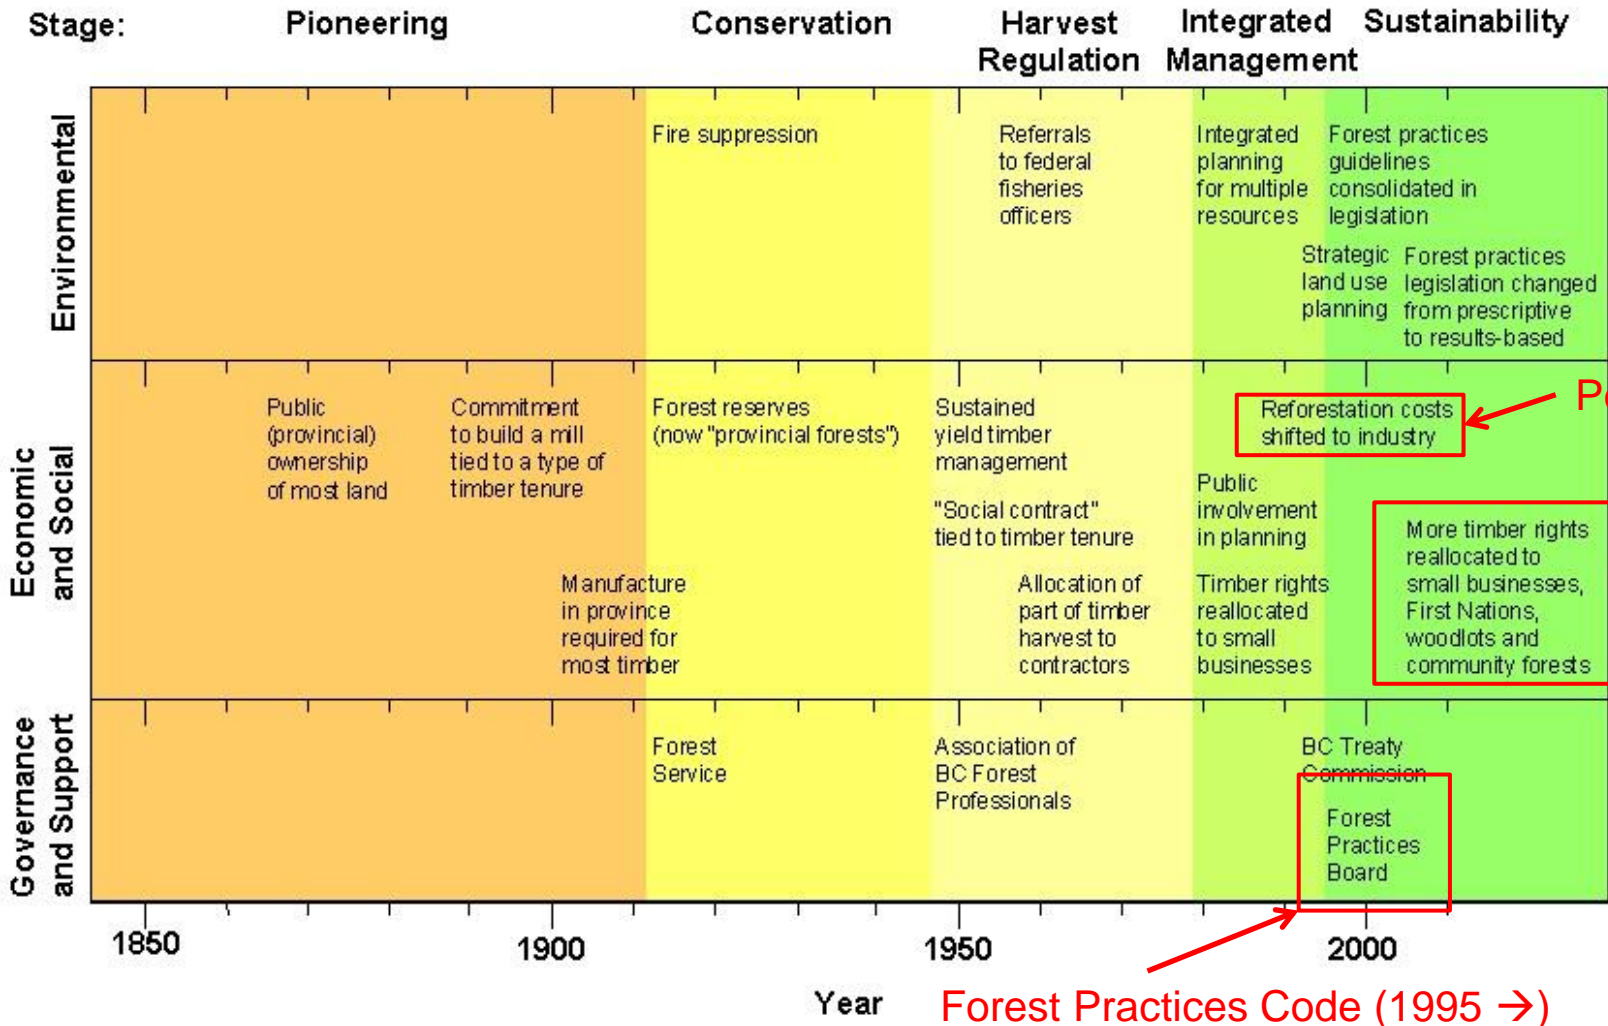 Stage:
Pioneering
Conservation
Harvest
Regulation
Integrated
Management
Sustainability
Environmental
Fire suppression
Referrals
to federal
fisheries
officers
Integrated
planning
for multiple
resources
Forest practices
guidelines
consolidated in
legislation
Strategic
land use
planning
Forest practices
legislation changed
from prescriptive
to results-based
Economic
and Social
Public
(provincial)
ownership
of most land
Commitment
to build a mill
tied to a type of
timber tenure
Manufacture
in province
required for
most timber
Forest reserves
(now "provincial forests")
Sustained
yield timber
management
"Social contract"
tied to timber tenure
Allocation of
part of timber
harvest to
contractors
Reforestation costs
shifted to industry
Public
involvement
in planning
Timber rights
reallocated
to small
businesses
More timber rights
reallocated to
small businesses,
First Nations,
woodlots and
community forests
Governance
and Support
Forest
Service
Association of
BC Forest
Professionals
BC Treaty
Commission
Forest
Practices
Board
1850
1900
1950
2000
Year
Forest Practices Code (1995 →)